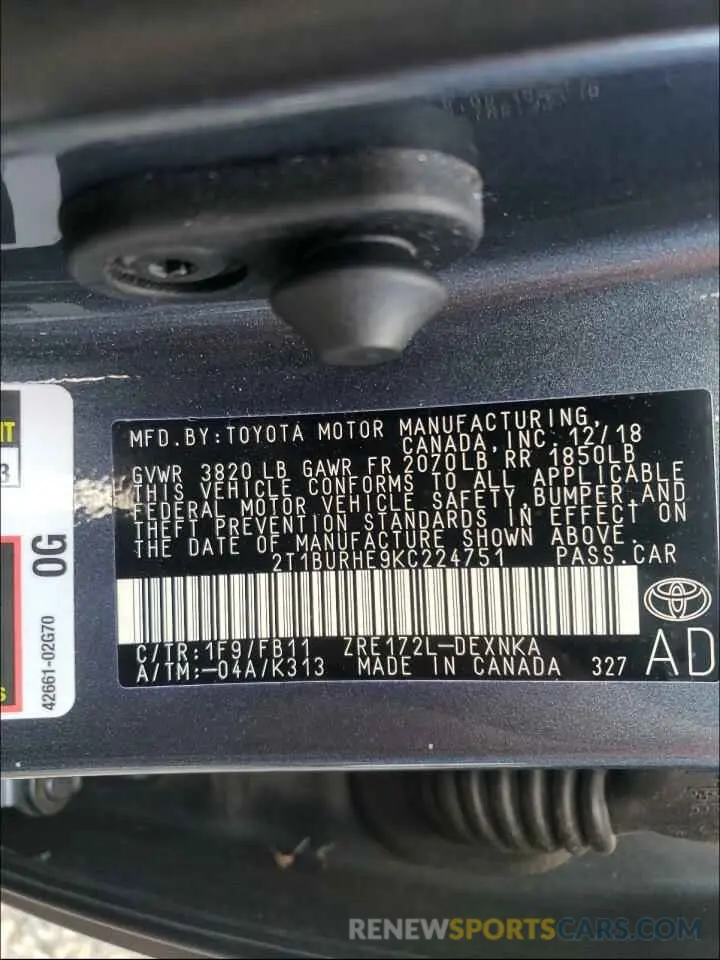 MFD.BY:TOYOTA MOTOR MANUFACTURING,
CANADA, INC. 12/18
GVWR 3820 LB GAWR FR 2070LB RR 1850LB
THIS VEHICLE CONFORMS TO ALL APPLICABLE
FEDERAL MOTOR VEHICLE SAFETY, BUMPER, AND
THEFT PREVENTION STANDARDS IN EFFECT ON
THE DATE OF MANUFACTURE SHOWN ABOVE.
2T1BURHE9KC224751 PASS.CAR
C/TR:1F9/FB11 ZRE172L-DEXNKA
A/TM:-04A/K313 MADE IN CANADA 327
AD
0G
42661-02G70
RENEWSPORTSCARS.COM